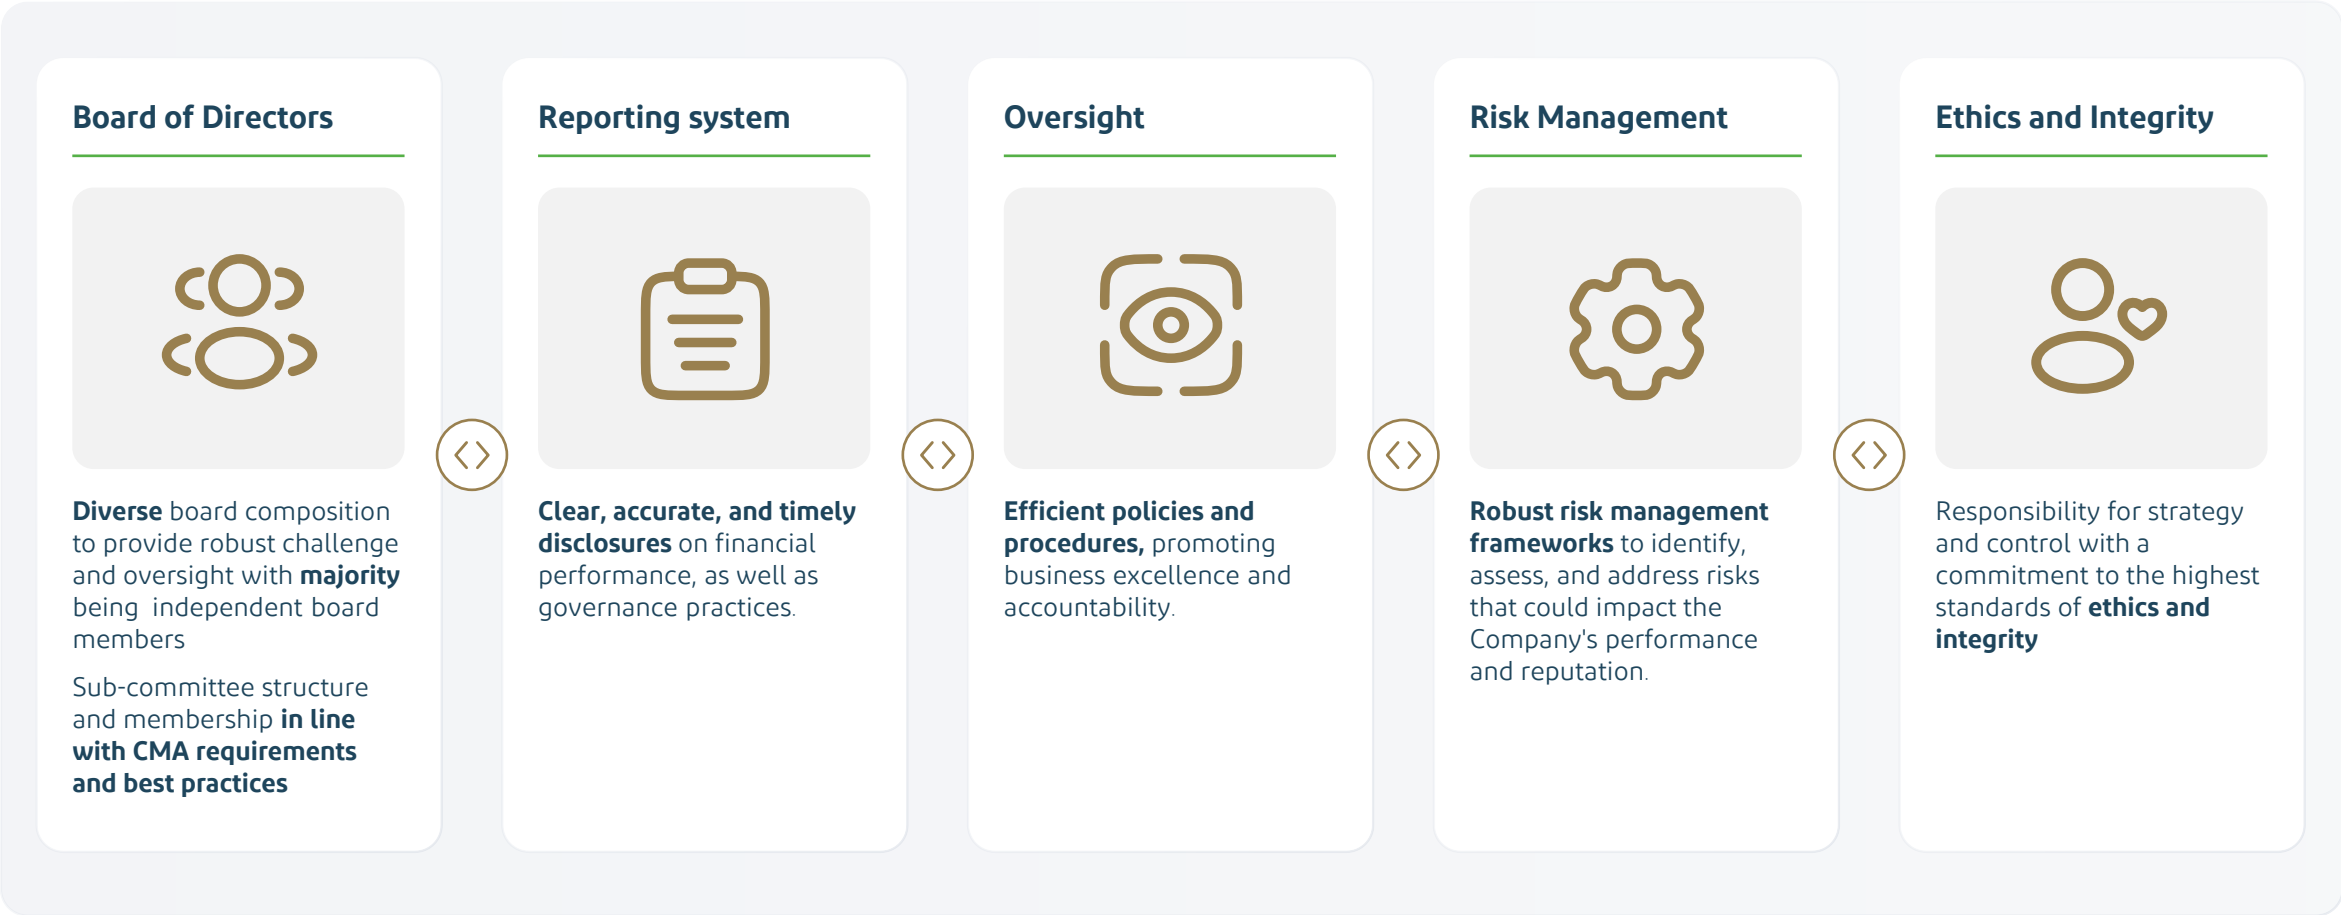 Board of Directors
Diverse board composition
to provide robust challenge
and oversight with majority
being  independent board
members
Sub-committee structure
and membership in line
with CMA requirements
and best practices
Reporting system
Clear, accurate, and timely
disclosures on financial
performance, as well as
governance practices.
Oversight
Efficient policies and
procedures, promoting
business excellence and
accountability.
Risk Management
Robust risk management
frameworks to identify,
assess, and address risks
that could impact the
Company's performance
and reputation.
Ethics and Integrity
Responsibility for strategy
and control with a
commitment to the highest
standards of ethics and
integrity